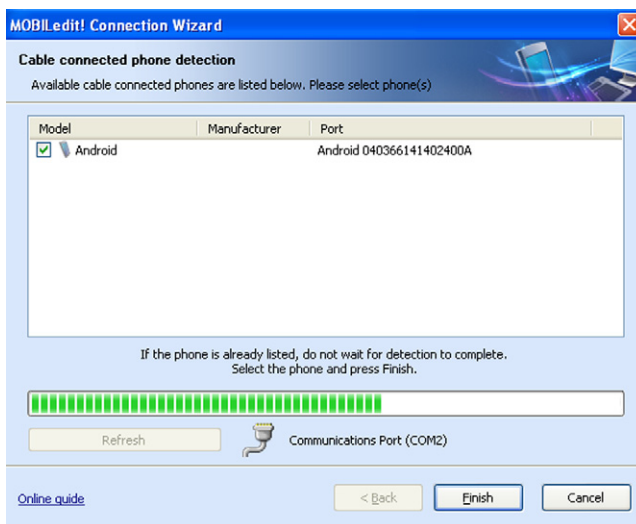 MOBILedit! Connection Wizard
Cable connected phone detection
Available cable connected phones are listed below. Please select phone(s)
Model Manufacturer Port
Android Android 040366141402400A
If the phone is already listed, do not wait for detection to complete.
Select the phone and press Finish.
Refresh Communications Port (COM2)
Online guide < Back Finish Cancel